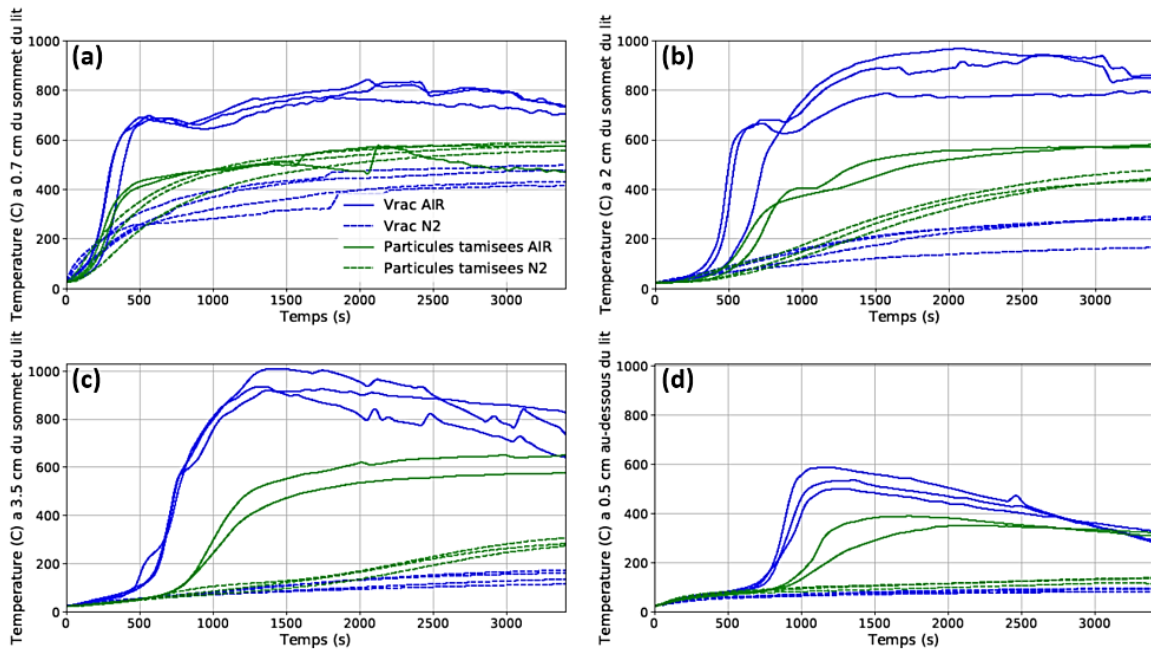 (a)
Temperature (C) a 0.7 cm du sommet du lit
1000
800
600
400
200
0
Vrac AIR
Vrac N2
Particules tamisees AIR
Particules tamisees N2
0 500 1000 1500 2000 2500 3000
Temps (s)
(b)
Temperature (C) a 2 cm du sommet du lit
1000
800
600
400
200
0
0 500 1000 1500 2000 2500 3000
Temps (s)
(c)
Temperature (C) a 3.5 cm du sommet du lit
1000
800
600
400
200
0
0 500 1000 1500 2000 2500 3000
Temps (s)
(d)
Temperature (C) a 0.5 cm au-dessous du lit
1000
800
600
400
200
0
0 500 1000 1500 2000 2500 3000
Temps (s)